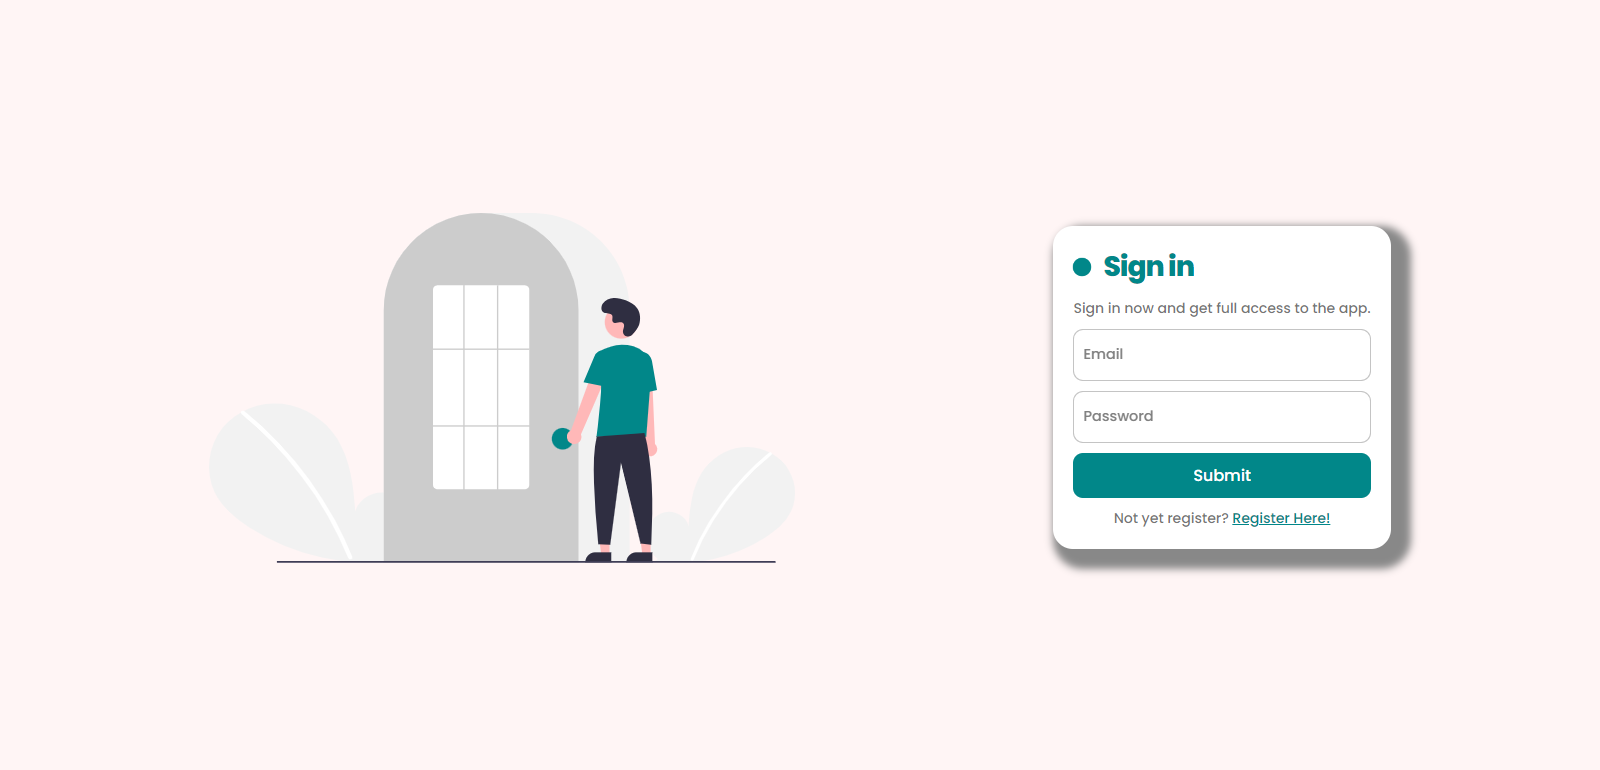 Sign in
Sign in now and get full access to the app.
Email
Password
Submit
Not yet register? Register Here!